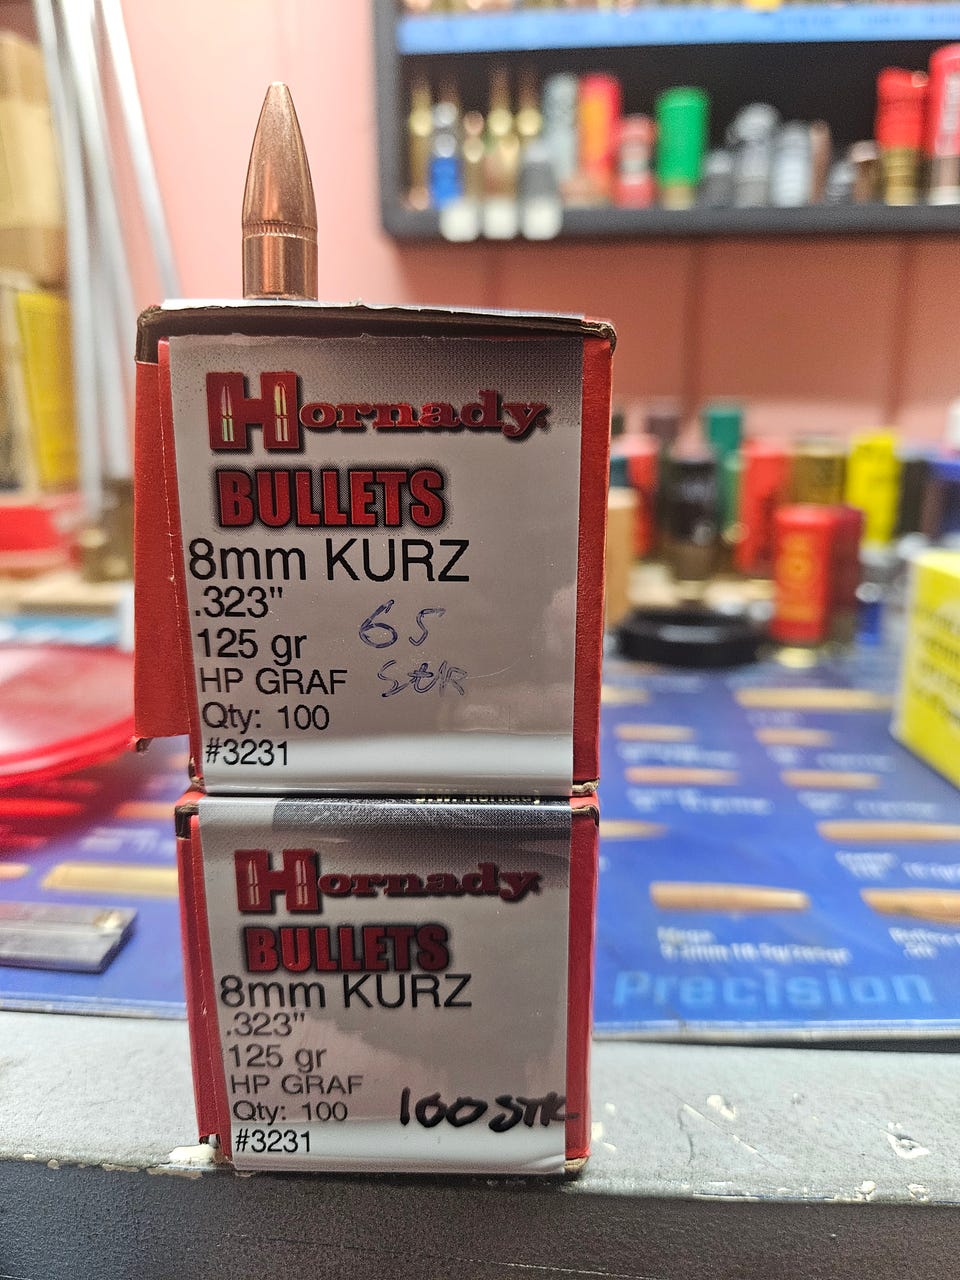 Hornady
BULLETS
8mm KURZ
.323"
125 gr
65
HP GRAF
StK
Qty: 100
#3231
Hornady
BULLETS
8mm KURZ
.323"
125 gr
HP GRAF
Qty: 100
100 STK
#3231
Precision